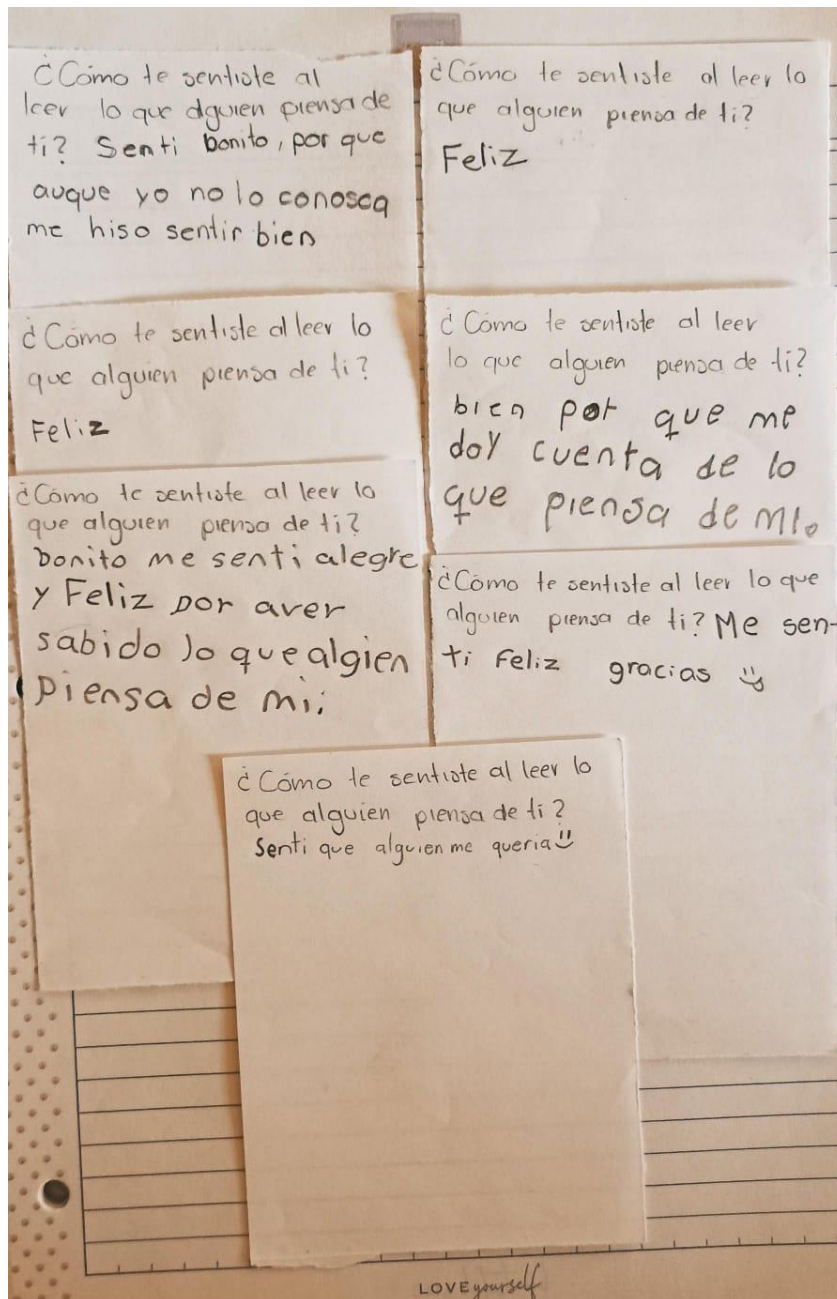 ¿Cómo te sentiste al
leer lo que alguien piensa de
ti? Senti bonito, por que
auque yo no lo conosca
me hiso sentir bien
¿Cómo te sentiste al leer lo
que alguien piensa de ti?
Feliz
¿Cómo te sentiste al leer lo
que alguien piensa de ti?
Feliz
¿Cómo te sentiste al leer
lo que alguien piensa de ti?
bien por que me
doy cuenta de lo
que piensa de mi.
¿Cómo te sentiste al leer lo
que alguien piensa de ti?
bonito me senti alegre
y Feliz por aver
sabido lo que algien
piensa de mi.
¿Cómo te sentiste al leer lo que
alguien piensa de ti? Me sen-
ti Feliz gracias
¿Cómo te sentiste al leer lo
que alguien piensa de ti?
Senti que alguien me queria
LOVE yourself